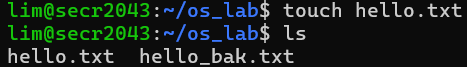 lim@secr2043:~/os_lab$ touch hello.txt
lim@secr2043:~/os_lab$ ls
hello.txt  hello_bak.txt